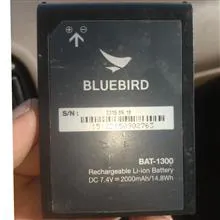 BLUEBIRD
S/N :
BAT-1300
Rechargeable Li-ion Battery
DC 7.4V ⎓ 2000mAh/14.8Wh